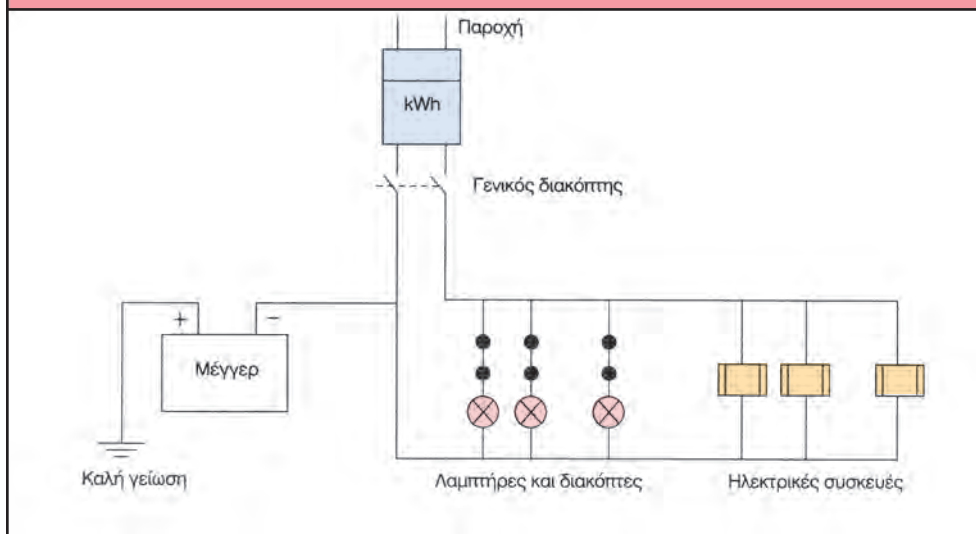 Παροχή
kWh
Γενικός διακόπτης
+ −
Μέγγερ
Καλή γείωση
Λαμπτήρες και διακόπτες
Ηλεκτρικές συσκευές